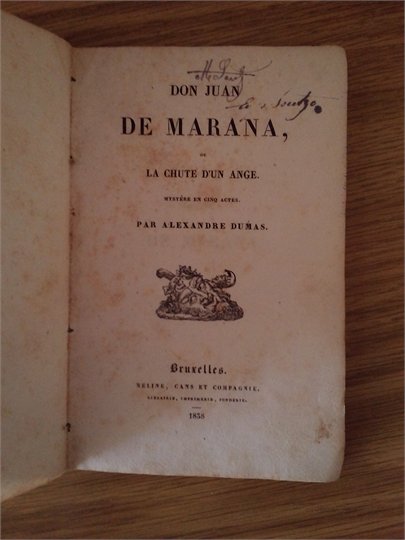 DON JUAN
DE MARANA,
OU
LA CHUTE D'UN ANGE.
MYSTÈRE EN CINQ ACTES.
PAR ALEXANDRE DUMAS.
Bruxelles.
MELINE, CANS ET COMPAGNIE.
LIBRAIRIE, IMPRIMERIE, FONDERIE.
1838